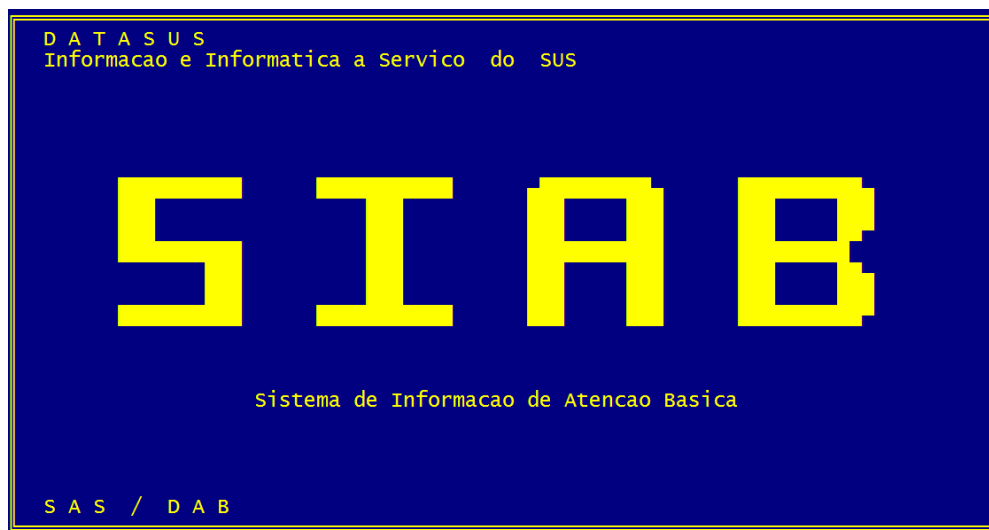 D A T A S U S
Informacao e Informatica a Servico  do  SUS
SIAB
Sistema de Informacao de Atencao Basica
S A S  /  D A B